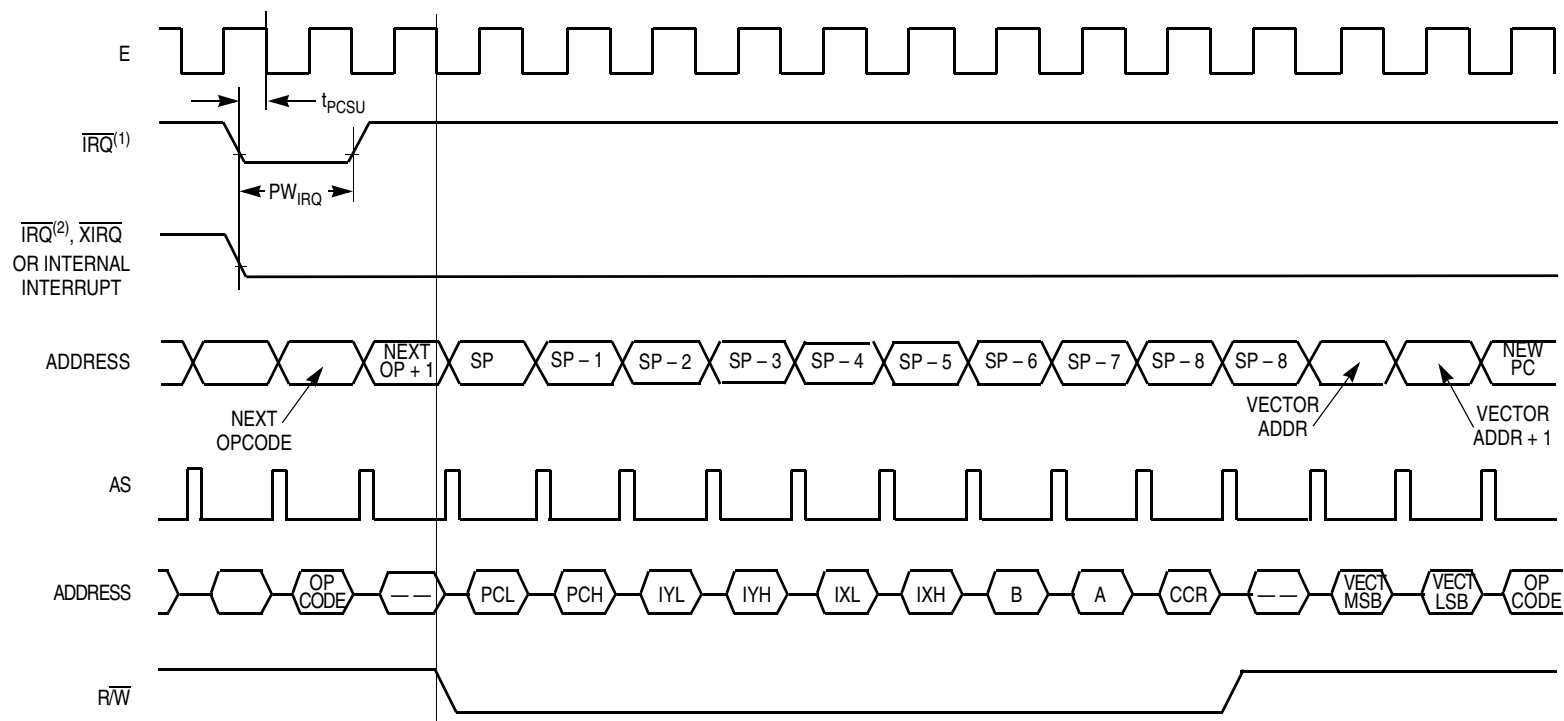 E
tPCSU
IRQ(1)
PWIRQ
IRQ(2), XIRQ
OR INTERNAL
INTERRUPT
ADDRESS
NEXT
OP + 1
SP
SP – 1
SP – 2
SP – 3
SP – 4
SP – 5
SP – 6
SP – 7
SP – 8
SP – 8
NEW
PC
NEXT
OPCODE
VECTOR
ADDR
VECTOR
ADDR + 1
AS
ADDRESS
OP
CODE
— —
PCL
PCH
IYL
IYH
IXL
IXH
B
A
CCR
— —
VECT
MSB
VECT
LSB
OP
CODE
R/W